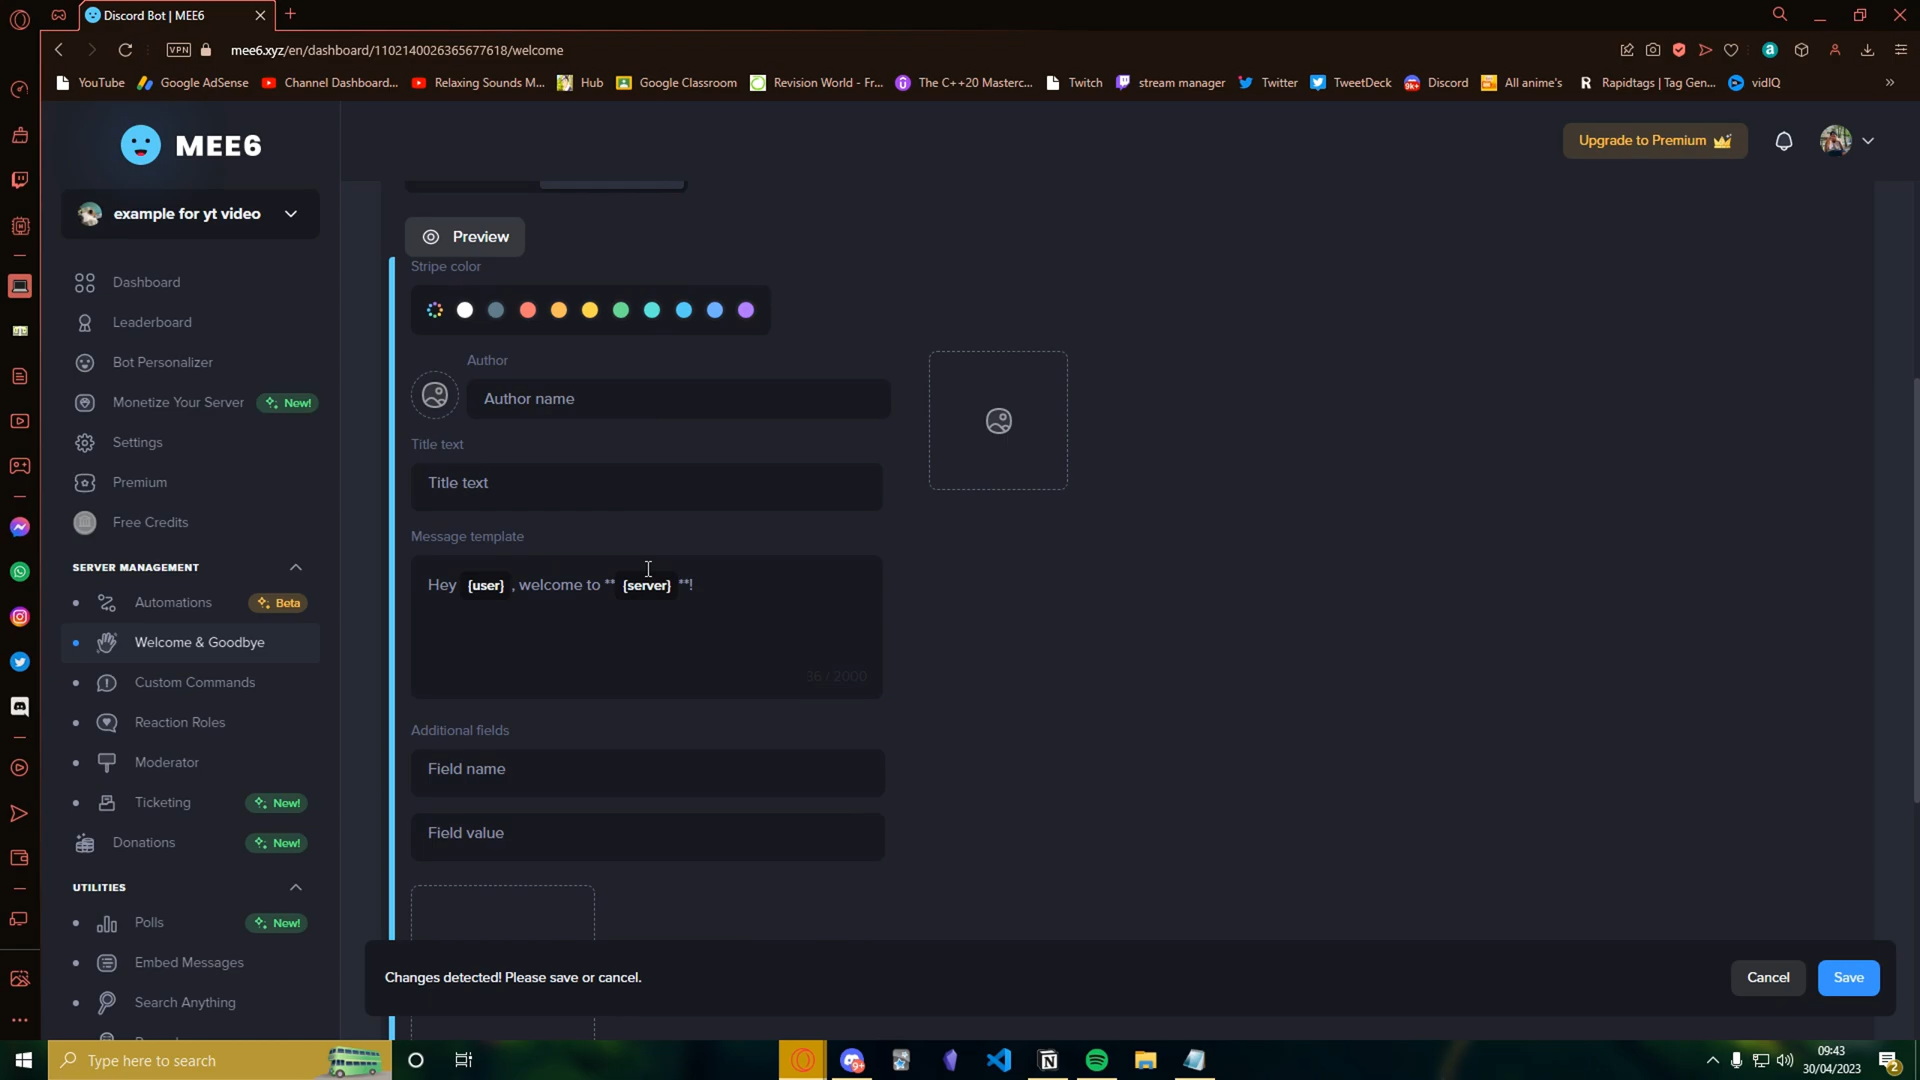 Discord Bot | MEE6
VPN
mee6.xyz/en/dashboard/1102140026365677618/welcome
YouTube
Google AdSense
Channel Dashboard...
Relaxing Sounds M...
Hub
Google Classroom
Revision World - Fr...
The C++20 Masterc...
Twitch
stream manager
Twitter
TweetDeck
9k+
Discord
All anime's
Rapidtags | Tag Gen...
vidIQ
MEE6
Upgrade to Premium
example for yt video
Preview
Dashboard
Leaderboard
Bot Personalizer
Monetize Your Server
New!
Settings
Premium
Free Credits
SERVER MANAGEMENT
Automations
Beta
Welcome & Goodbye
Custom Commands
Reaction Roles
Moderator
Ticketing
New!
Donations
New!
UTILITIES
Polls
New!
Embed Messages
Search Anything
Stripe color
Author
Author name
Title text
Title text
Message template
Hey {user} , welcome to ** {server} **!
36 / 2000
Additional fields
Field name
Field value
Changes detected! Please save or cancel.
Cancel
Save
Type here to search
9+
09:43
30/04/2023
2